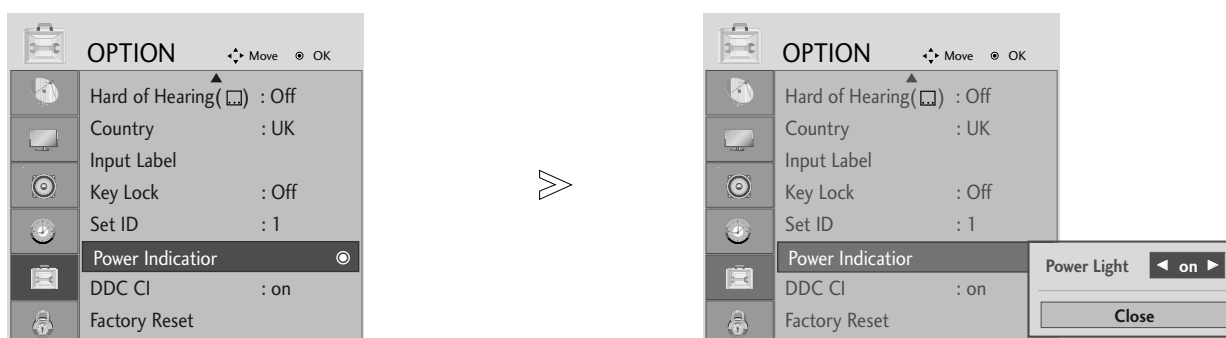 OPTION Move OK
Hard of Hearing( ) : Off
Country : UK
Input Label
Key Lock : Off
Set ID : 1
Power Indicatior
DDC CI : on
Factory Reset
OPTION Move OK
Hard of Hearing( ) : Off
Country : UK
Input Label
Key Lock : Off
Set ID : 1
Power Indicatior
DDC CI : on
Factory Reset
Power Light ◄ on ►
Close